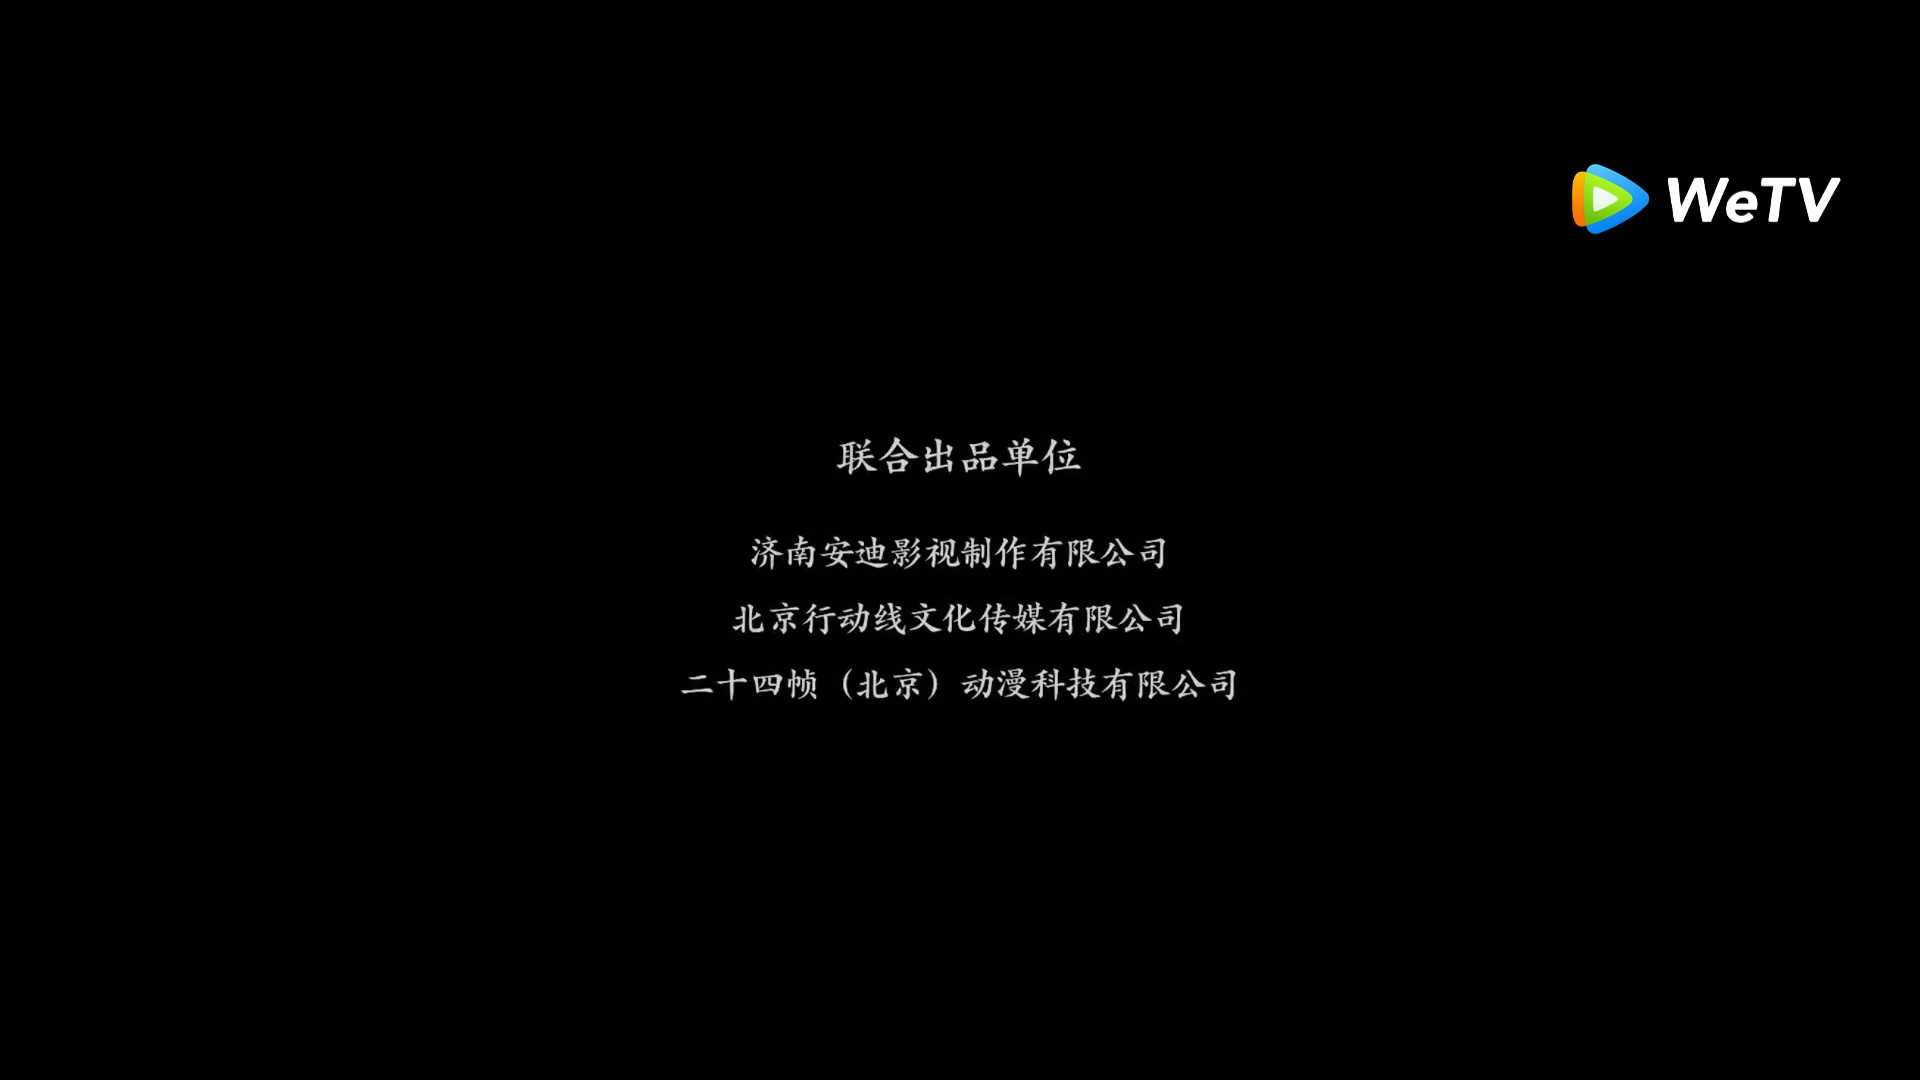 WeTV
联合出品单位
济南安迪影视制作有限公司
北京行动线文化传媒有限公司
二十四帧（北京）动漫科技有限公司